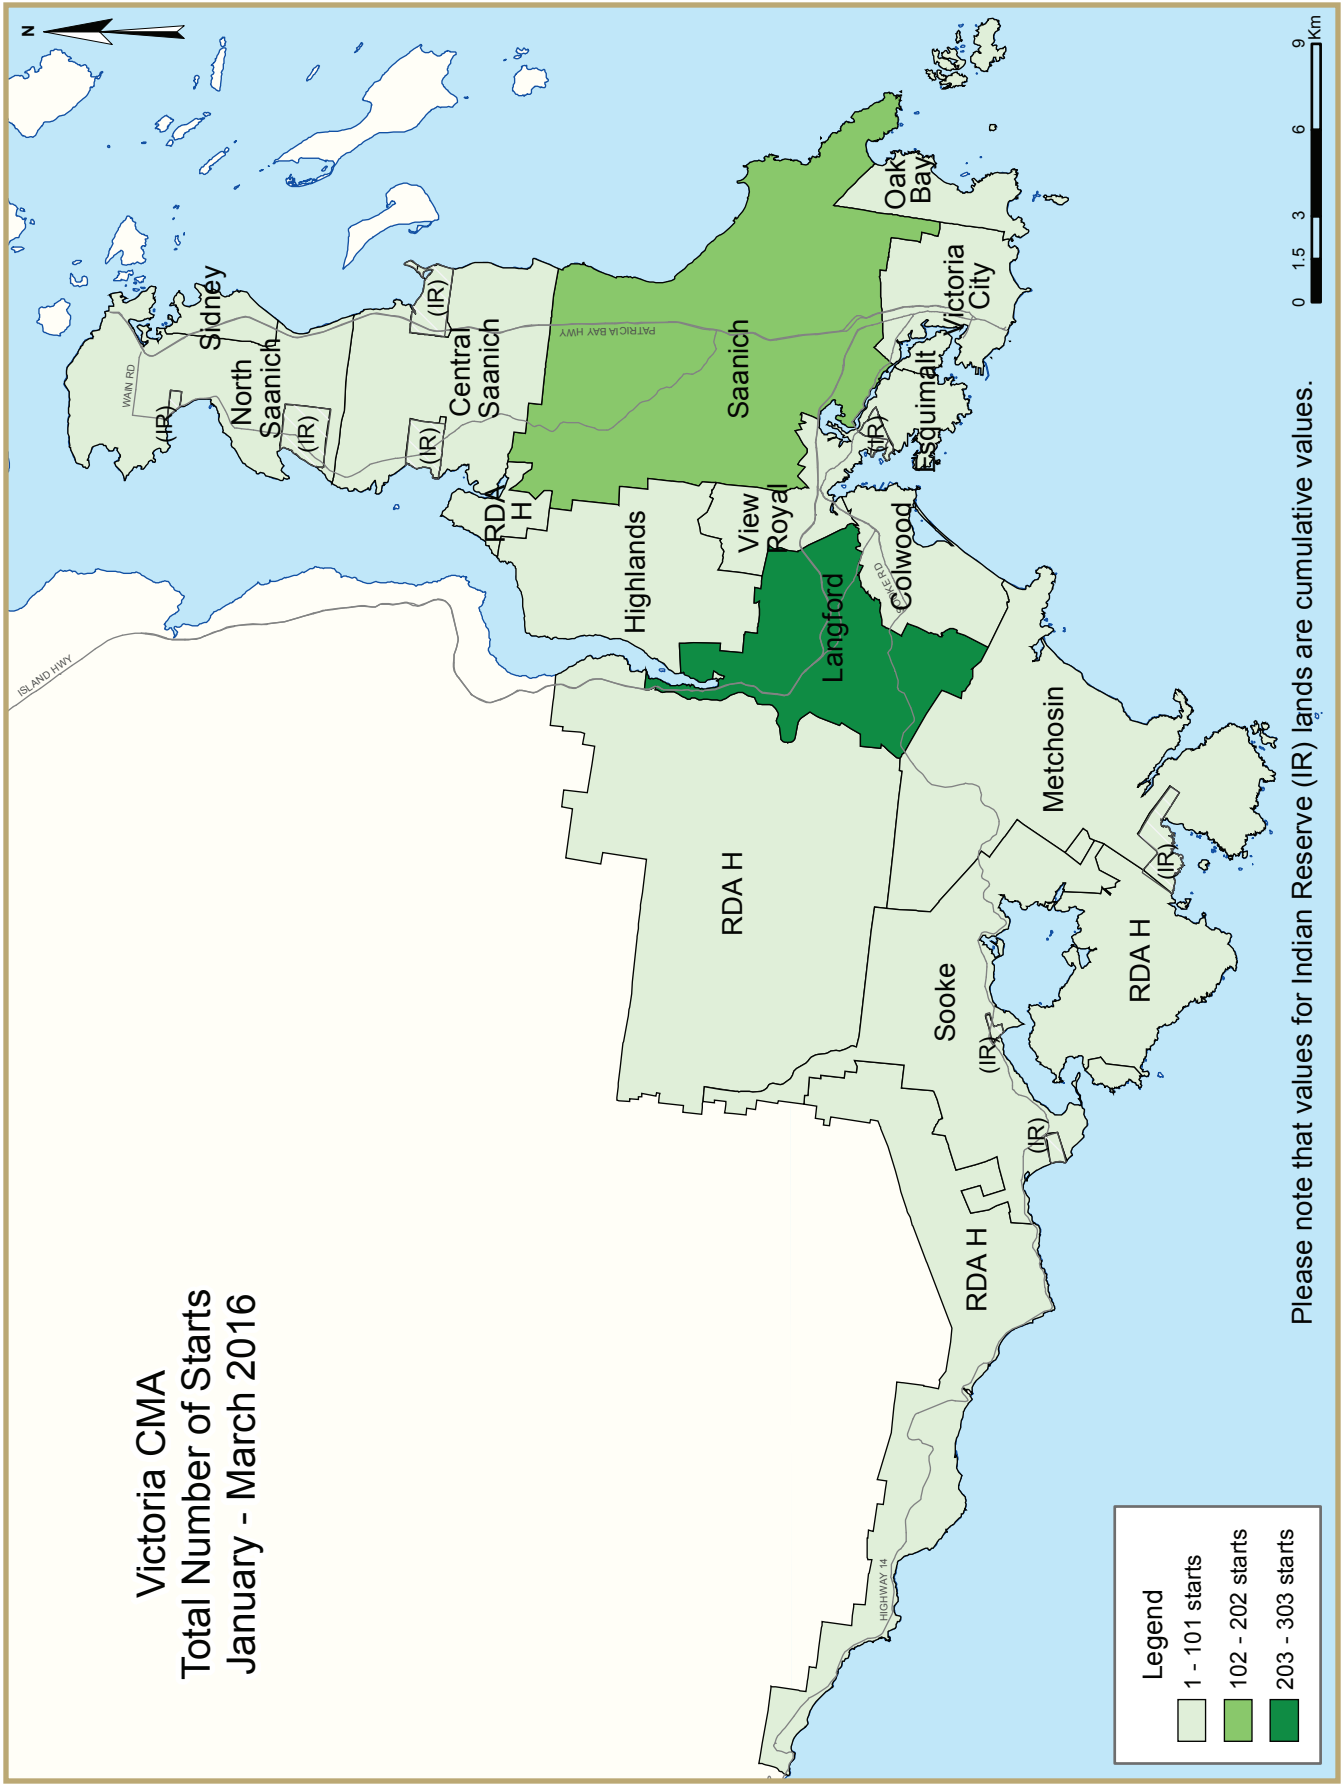 Victoria CMA
Total Number of Starts
January - March 2016
N
ISLAND HWY
WAIN RD
(IR)
North
Saanich
Sidney
(IR)
(IR)
(IR)
Central
Saanich
RDA
H
PATRICIA BAY HWY
Saanich
Highlands
View
Royal
Langford
Oak
Bay
Victoria
City
Esquimalt
(IR)
Colwood
SOOKE RD
Metchosin
(IR)
RDA H
RDA H
Sooke
(IR)
(IR)
RDA H
HIGHWAY 14
Legend
1 - 101 starts
102 - 202 starts
203 - 303 starts
0 1.5 3 6 9
Km
Please note that values for Indian Reserve (IR) lands are cumulative values.